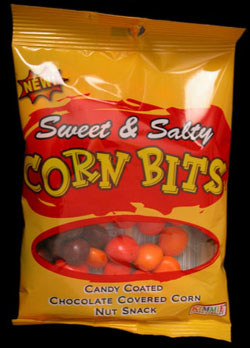 NEW!
Sweet & Salty
CORN BITS
CANDY COATED
CHOCOLATE COVERED CORN
NUT SNACK